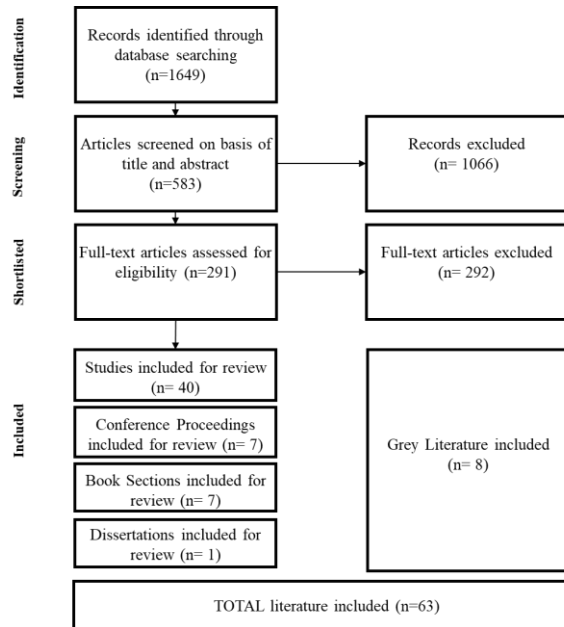 Identification
Records identified through
database searching
(n=1649)
Screening
Articles screened on basis of
title and abstract
(n=583)
Records excluded
(n= 1066)
Shortlisted
Full-text articles assessed for
eligibility (n=291)
Full-text articles excluded
(n= 292)
Included
Studies included for review
(n= 40)
Conference Proceedings
included for review (n= 7)
Book Sections included for
review (n= 7)
Dissertations included for
review (n= 1)
Grey Literature included
(n= 8)
TOTAL literature included (n=63)